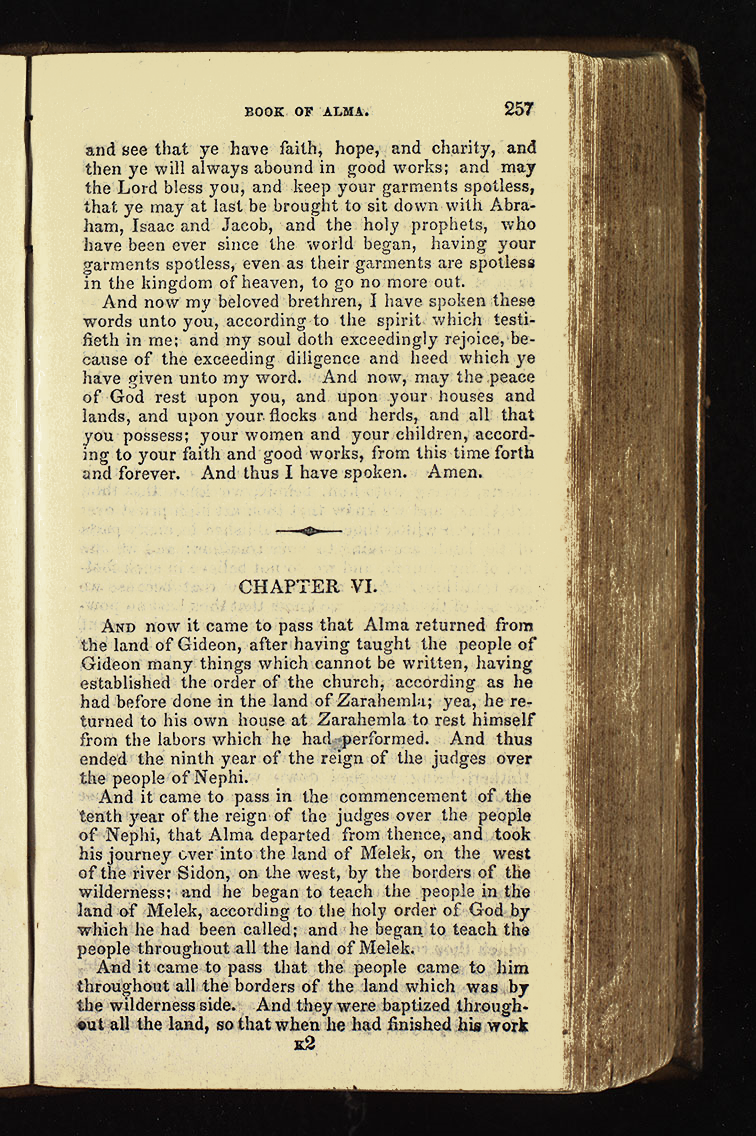 BOOK OF ALMA. 257
and see that ye have faith, hope, and charity, and
then ye will always abound in good works; and may
the Lord bless you, and keep your garments spotless,
that ye may at last be brought to sit down with Abra-
ham, Isaac and Jacob, and the holy prophets, who
have been ever since the world began, having your
garments spotless, even as their garments are spotless
in the kingdom of heaven, to go no more out.
And now my beloved brethren, I have spoken these
words unto you, according to the spirit which testi-
fieth in me; and my soul doth exceedingly rejoice, be-
cause of the exceeding diligence and heed which ye
have given unto my word. And now, may the peace
of God rest upon you, and upon your houses and
lands, and upon your flocks and herds, and all that
you possess; your women and your children, accord-
ing to your faith and good works, from this time forth
and forever. And thus I have spoken. Amen.
CHAPTER VI.
AND now it came to pass that Alma returned from
the land of Gideon, after having taught the people of
Gideon many things which cannot be written, having
established the order of the church, according as he
had before done in the land of Zarahemla; yea, he re-
turned to his own house at Zarahemla to rest himself
from the labors which he had performed. And thus
ended the ninth year of the reign of the judges over
the people of Nephi.
And it came to pass in the commencement of the
tenth year of the reign of the judges over the people
of Nephi, that Alma departed from thence, and took
his journey over into the land of Melek, on the west
of the river Sidon, on the west, by the borders of the
wilderness; and he began to teach the people in the
land of Melek, according to the holy order of God by
which he had been called; and he began to teach the
people throughout all the land of Melek.
And it came to pass that the people came to him
throughout all the borders of the land which was by
the wilderness side. And they were baptized through-
out all the land, so that when he had finished his work
K2